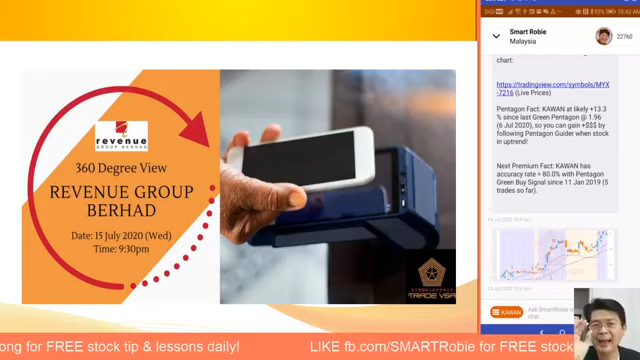 revenue
GROUP BERHAD
360 Degree View
REVENUE GROUP
BERHAD
Date: 15 July 2020 (Wed)
Time: 9:30pm
TRADE VSA
DiGi
93%
10:43 AM
Smart Robie
Malaysia
22760
chart:
https://tradingview.com/symbols/MYX
-7216 (Live Prices)
Pentagon Fact: KAWAN at likely +13.3
% since last Green Pentagon @ 1.96
(6 Jul 2020), so you can gain +$$$ by
following Pentagon Guider when stock
in uptrend!
Next Premium Fact: KAWAN has
accuracy rate = 80.0% with Pentagon
Green Buy Signal since 11 Jan 2019 (5
trades so far).
KAWAN
Ask SmartRobie for
chat...
ong for FREE stock tip & lessons daily!
LIKE fb.com/SMARTRobie for FREE stock